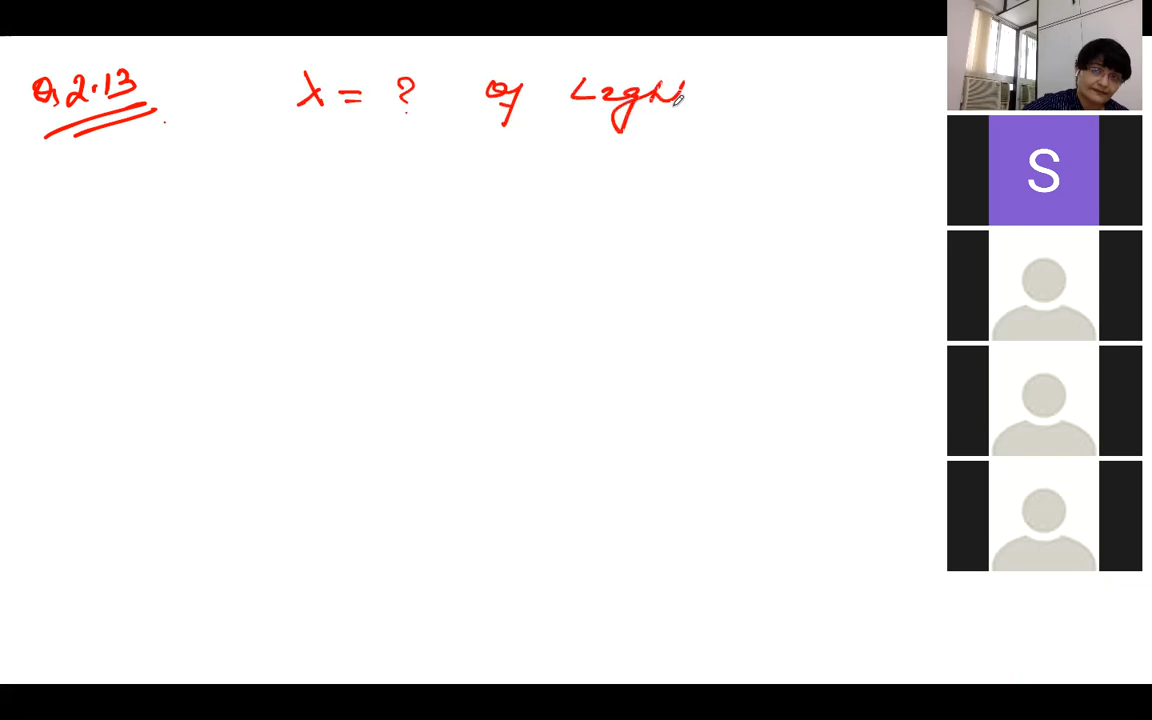 Q.2.13 λ = ? of Light
S